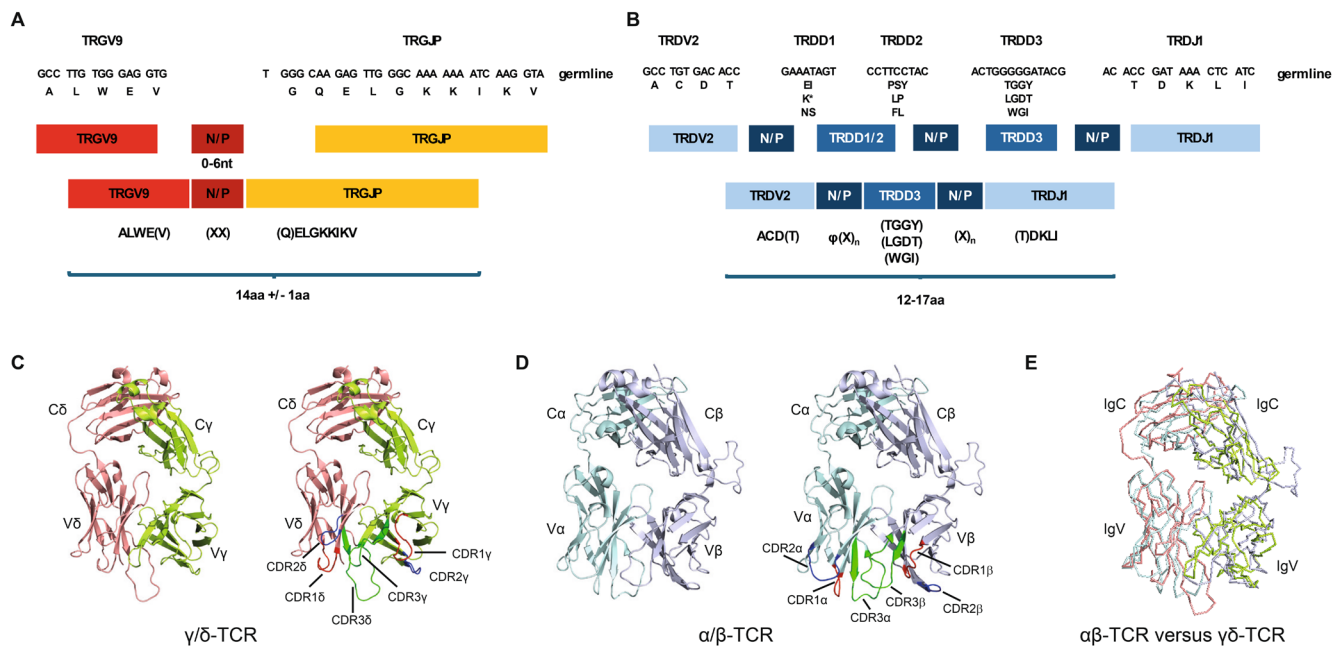 A
TRGV9
TRGJP
GCC TTG TGG GAG GTG
T GGG CAA GAG TTG GGC AAA AAA ATC AAG GTA
germline
A L W E V
G Q E L G K K I K V
TRGV9
N/P
TRGJP
0-6nt
TRGV9
N/P
TRGJP
ALWE(V)
(XX)
(Q)ELGKKIKV
14aa +/- 1aa
B
TRDV2
TRDD1
TRDD2
TRDD3
TRDJ1
GCC TGT GAC ACC
GAAATAGT
CCTTCCTAC
ACTGGGGGATACG
AC ACC GAT AAA CTC ATC
germline
A C D T
EI
PSY
TGGY
T D K L I
K*
LP
LGDT
NS
FL
WGI
TRDV2
N/P
TRDD1/2
N/P
TRDD3
N/P
TRDJ1
TRDV2
N/P
TRDD3
N/P
TRDJ1
ACD(T)
φ(X)n
(TGGY)
(LGDT)
(WGI)
(X)n
(T)DKLI
12-17aa
C
Cδ
Cγ
Vδ
Vγ
Cδ
Cγ
Vδ
Vγ
CDR2δ
CDR1δ
CDR3δ
CDR3γ
CDR2γ
CDR1γ
γ/δ-TCR
D
Cα
Cβ
Vα
Vβ
Cα
Cβ
Vα
Vβ
CDR2α
CDR1α
CDR3α
CDR3β
CDR1β
CDR2β
α/β-TCR
E
IgC
IgC
IgV
IgV
αβ-TCR versus γδ-TCR